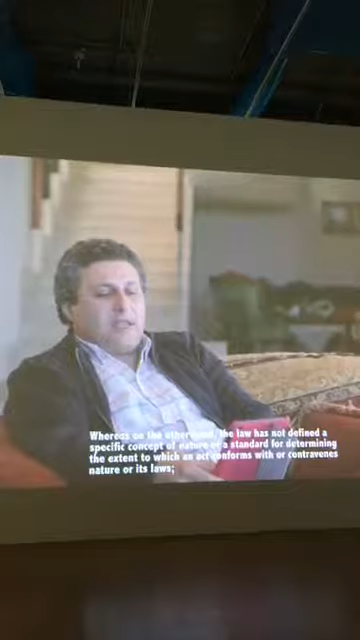 Whereas on the other hand, the law has not defined a
specific concept of nature or a standard for determining
the extent to which an act conforms with or contravenes
nature or its laws;